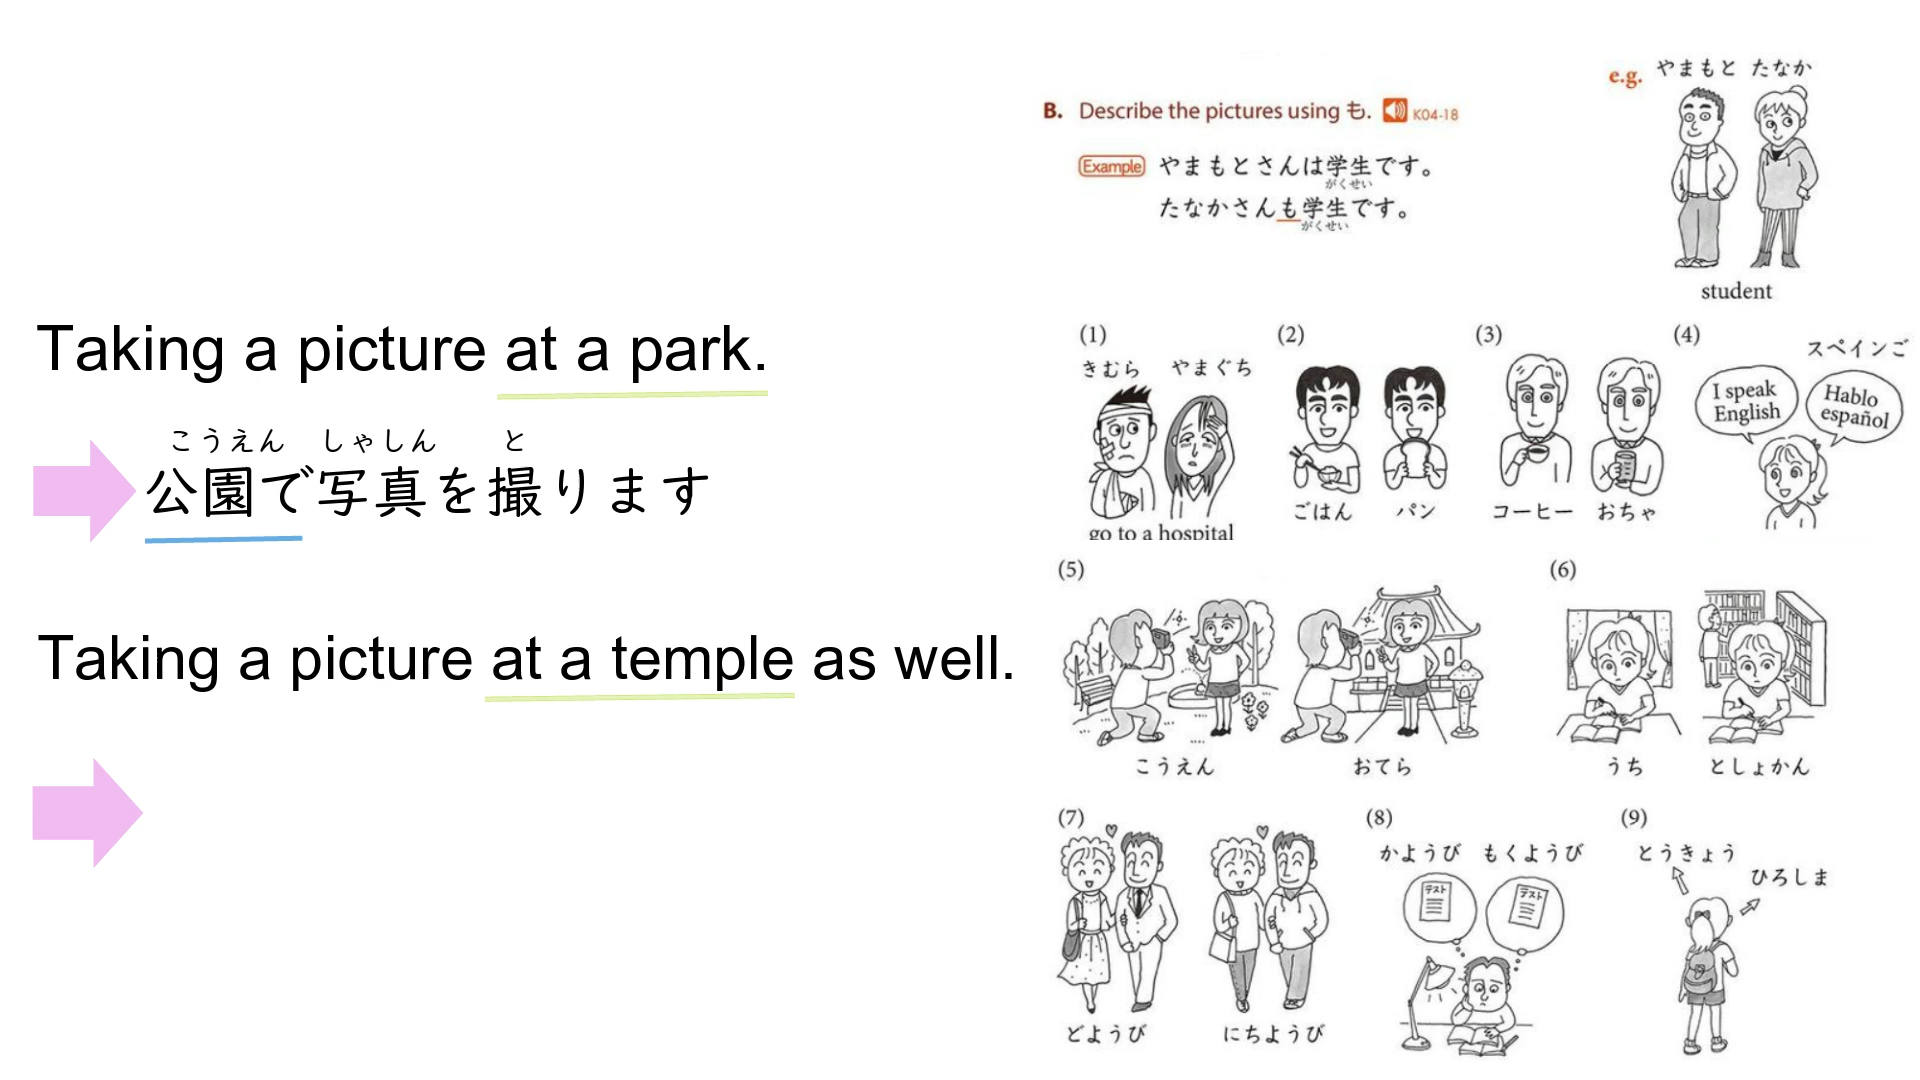 Taking a picture at a park.
こうえん しゃしん と
公園で写真を撮ります
Taking a picture at a temple as well.
B. Describe the pictures using も. K04-18
Example やまもとさんは学生です。
がくせい
たなかさんも学生です。
がくせい
e.g. やまもと たなか
student
(1)
きむら やまぐち
go to a hospital
(2)
ごはん パン
(3)
コーヒー おちゃ
(4)
スペインご
I speak
English
Hablo
español
(5)
こうえん おてら
(6)
うち としょかん
(7)
どようび にちようび
(8)
かようび もくようび
テスト テスト
(9)
とうきょう
ひろしま